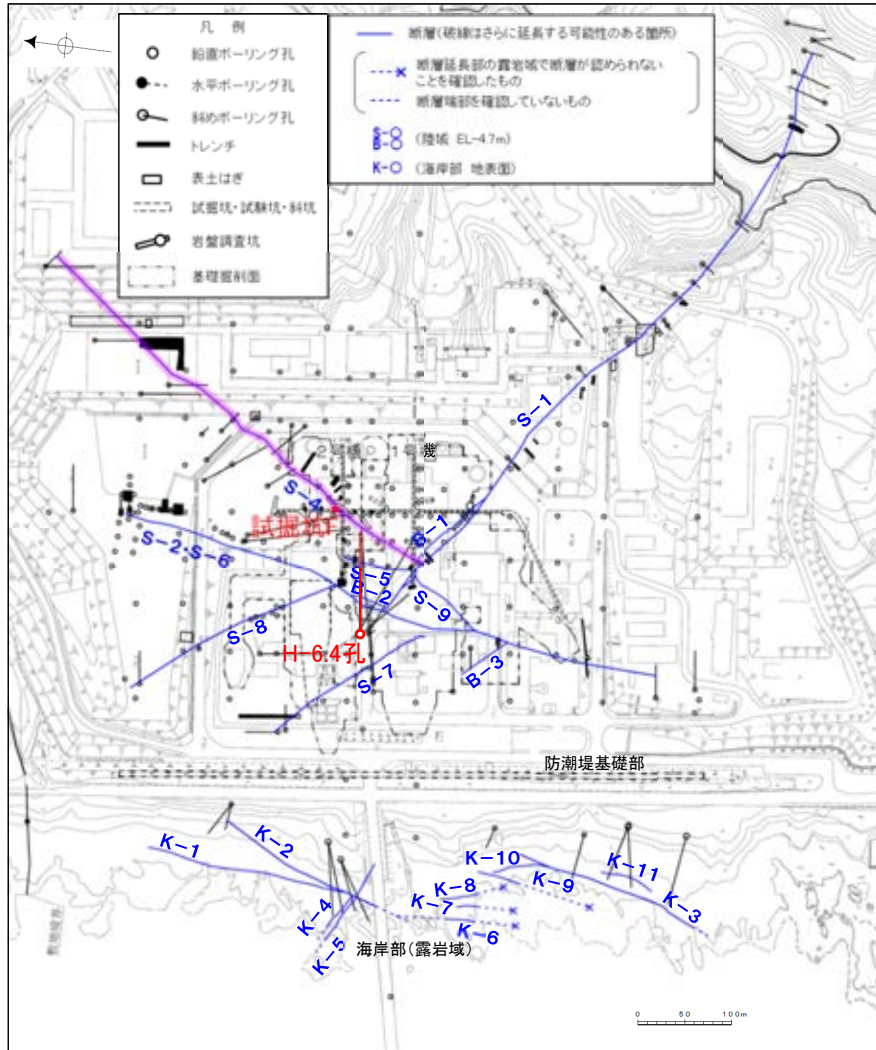 凡 例
鉛直ボーリング孔
水平ボーリング孔
斜めボーリング孔
トレンチ
表土はぎ
試掘坑・試験坑・斜坑
岩盤調査坑
基礎掘削面
断層(破線はさらに延長する可能性のある箇所)
断層延長部の露岩域で断層が認められない
ことを確認したもの
断層端部を確認していないもの
S-○
B-○
(陸域 EL-4.7m)
K-○
(海岸部 地表面)
S-1
2号機
1号機
S-4
試掘坑
B-1
S-2・S-6
S-5
B-2
S-9
S-8
H-6.4孔
S-7
B-3
防潮堤基礎部
K-1
K-2
K-10
K-11
K-8
K-9
K-7
K-4
K-3
K-6
K-5
海岸部(露岩域)
0 50 100m